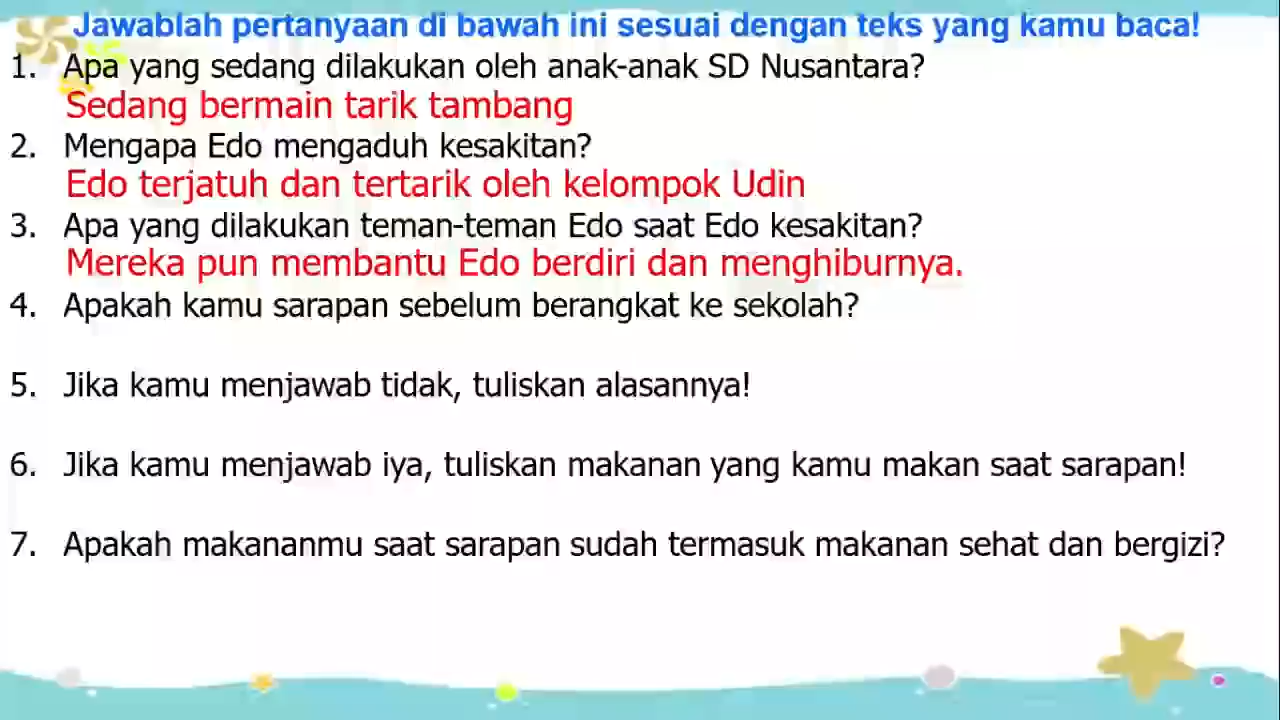 Jawablah pertanyaan di bawah ini sesuai dengan teks yang kamu baca!
1. Apa yang sedang dilakukan oleh anak-anak SD Nusantara?
Sedang bermain tarik tambang
2. Mengapa Edo mengaduh kesakitan?
Edo terjatuh dan tertarik oleh kelompok Udin
3. Apa yang dilakukan teman-teman Edo saat Edo kesakitan?
Mereka pun membantu Edo berdiri dan menghiburnya.
4. Apakah kamu sarapan sebelum berangkat ke sekolah?
5. Jika kamu menjawab tidak, tuliskan alasannya!
6. Jika kamu menjawab iya, tuliskan makanan yang kamu makan saat sarapan!
7. Apakah makananmu saat sarapan sudah termasuk makanan sehat dan bergizi?